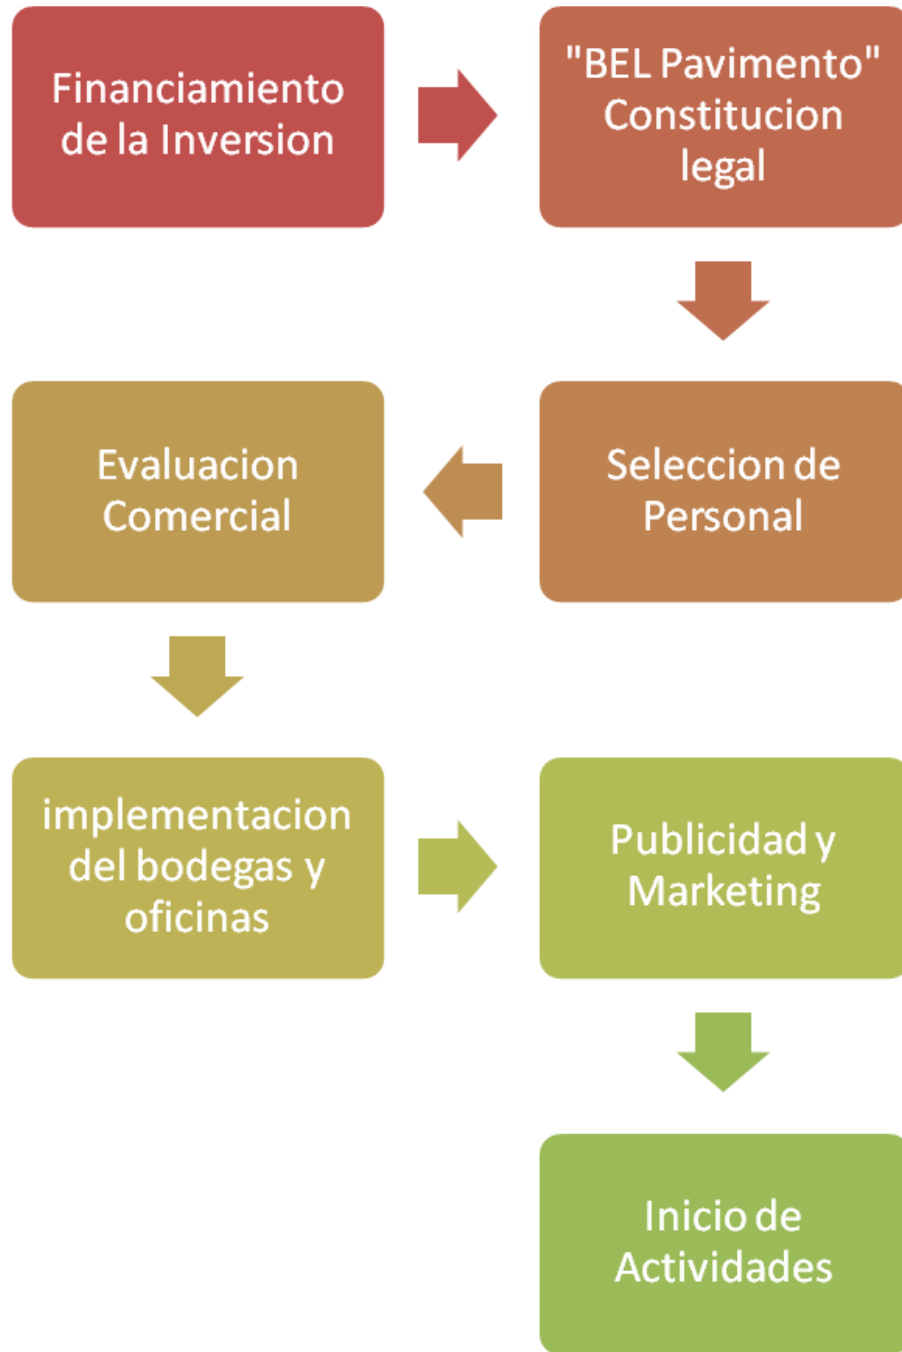 Financiamiento
de la Inversion
"BEL Pavimento"
Constitucion
legal
Seleccion de
Personal
Evaluacion
Comercial
implementacion
del bodegas y
oficinas
Publicidad y
Marketing
Inicio de
Actividades